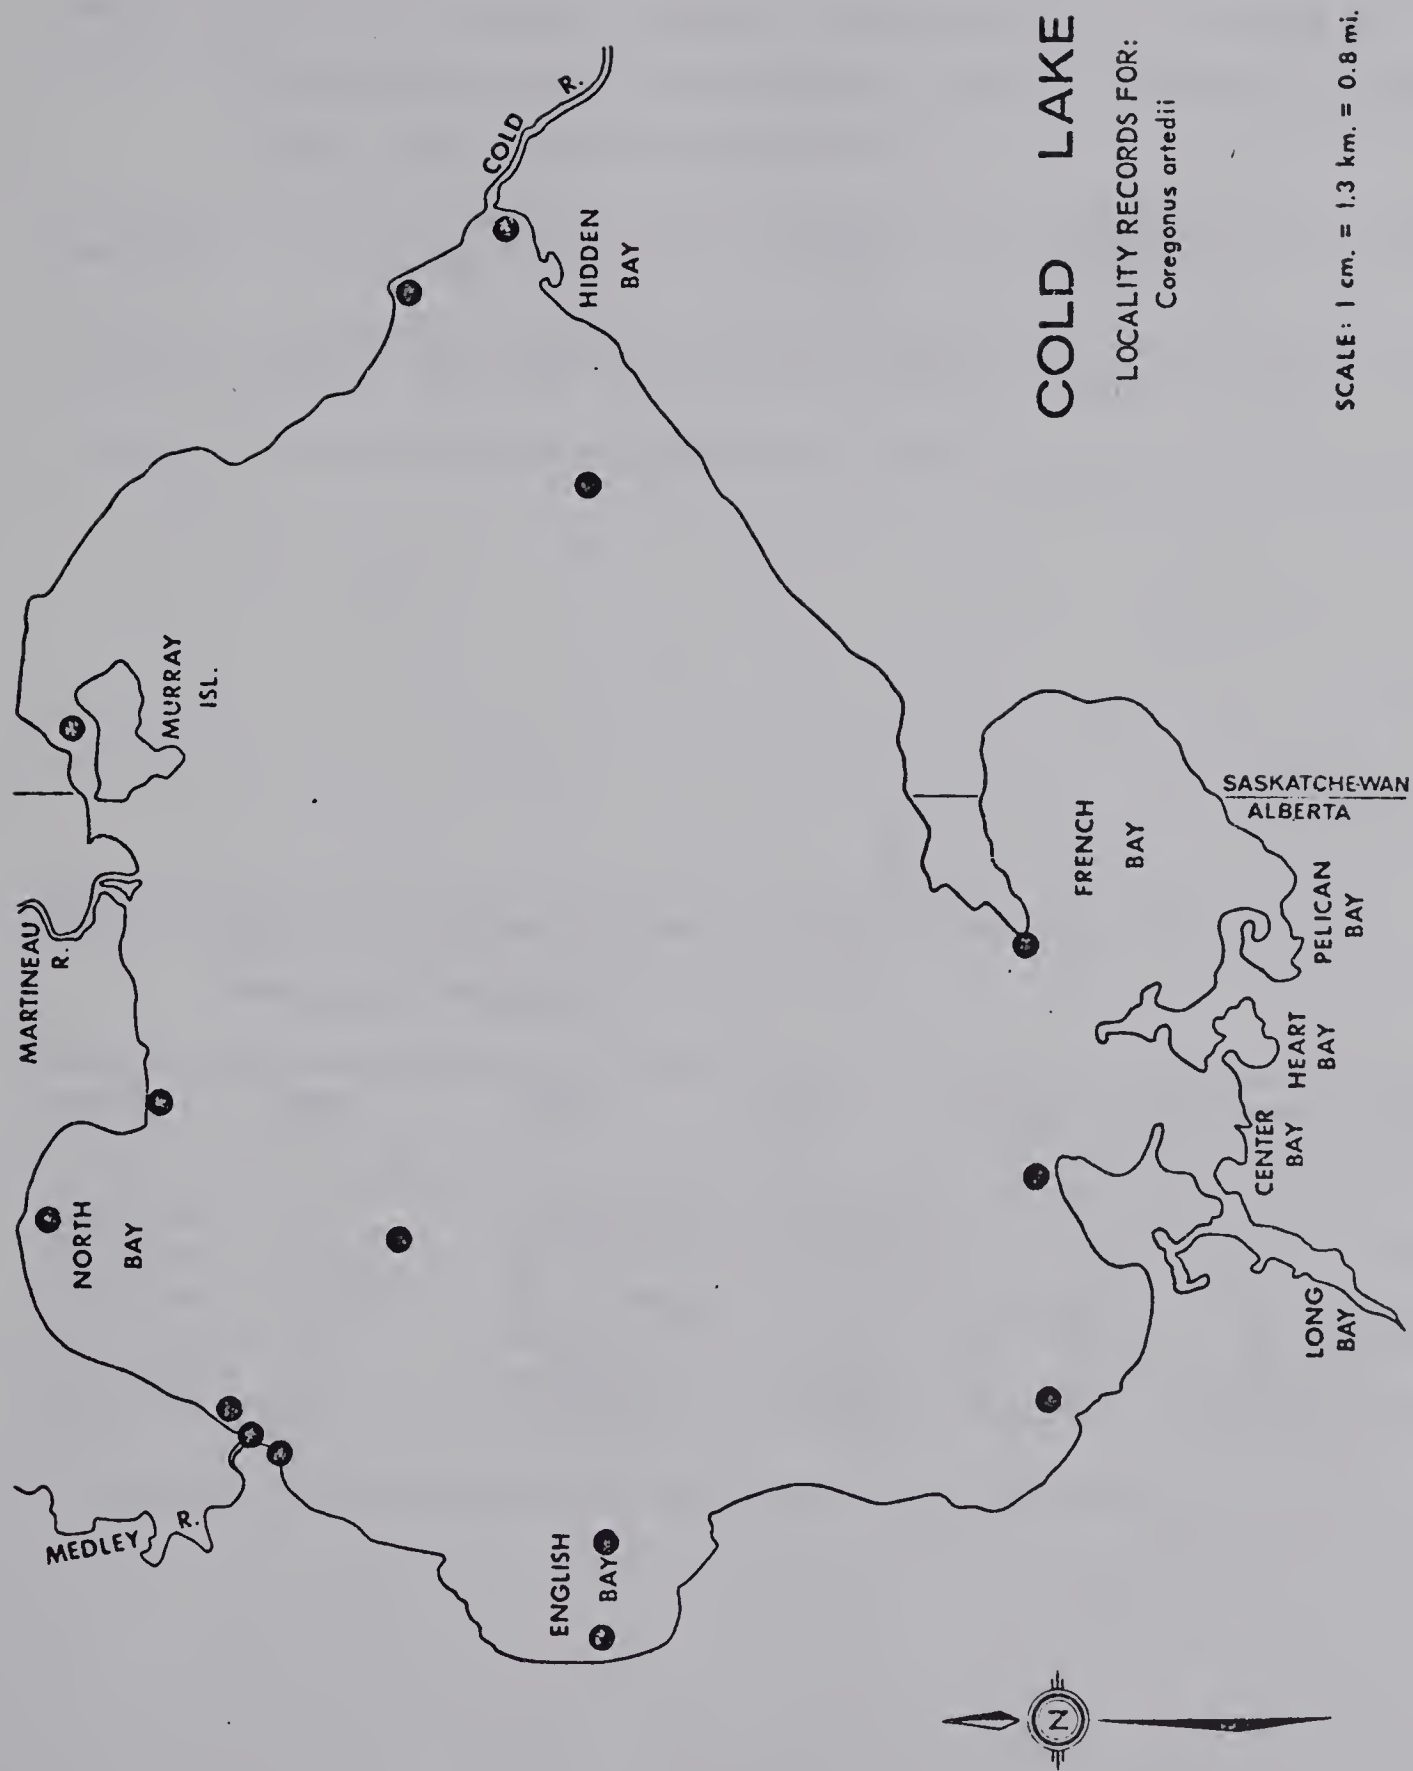 COLD LAKE
LOCALITY RECORDS FOR:
Coregonus artedii
SCALE: 1 cm. = 1.3 km. = 0.8 mi.
COLD R.
HIDDEN
BAY
MURRAY
ISL.
MARTINEAU
R.
NORTH
BAY
MEDLEY R.
ENGLISH
BAY
FRENCH
BAY
SASKATCHEWAN
ALBERTA
PELICAN
BAY
HEART
BAY
CENTER
BAY
LONG
BAY
N